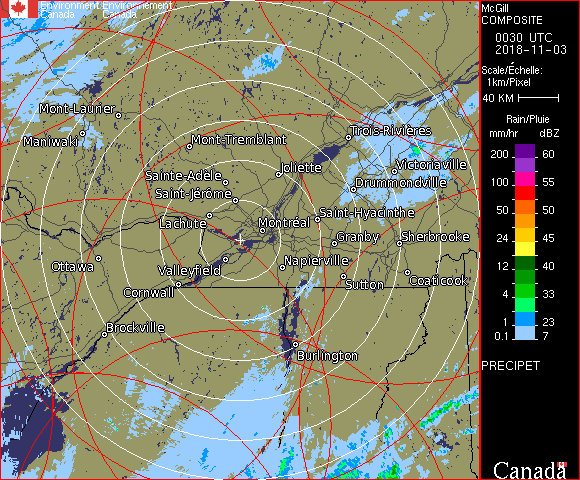 Environment Environnement
Canada Canada
McGill
COMPOSITE
0030 UTC
2018-11-03
Scale/Échelle:
1km/Pixel
40 KM
Rain/Pluie
mm/hr dBZ
200 60
100 55
50 50
24 45
12 40
4 33
1 23
0.1 7
PRECIPET
Canada
Mont-Laurier
Maniwaki
Mont-Tremblant
Trois-Rivières
Sainte-Adèle
Joliette
Victoriaville
Saint-Jérôme
Drummondville
Lachute
Montréal
Saint-Hyacinthe
Granby
Sherbrooke
Ottawa
Valleyfield
Napierville
Cornwall
Sutton
Coaticook
Brockville
Burlington